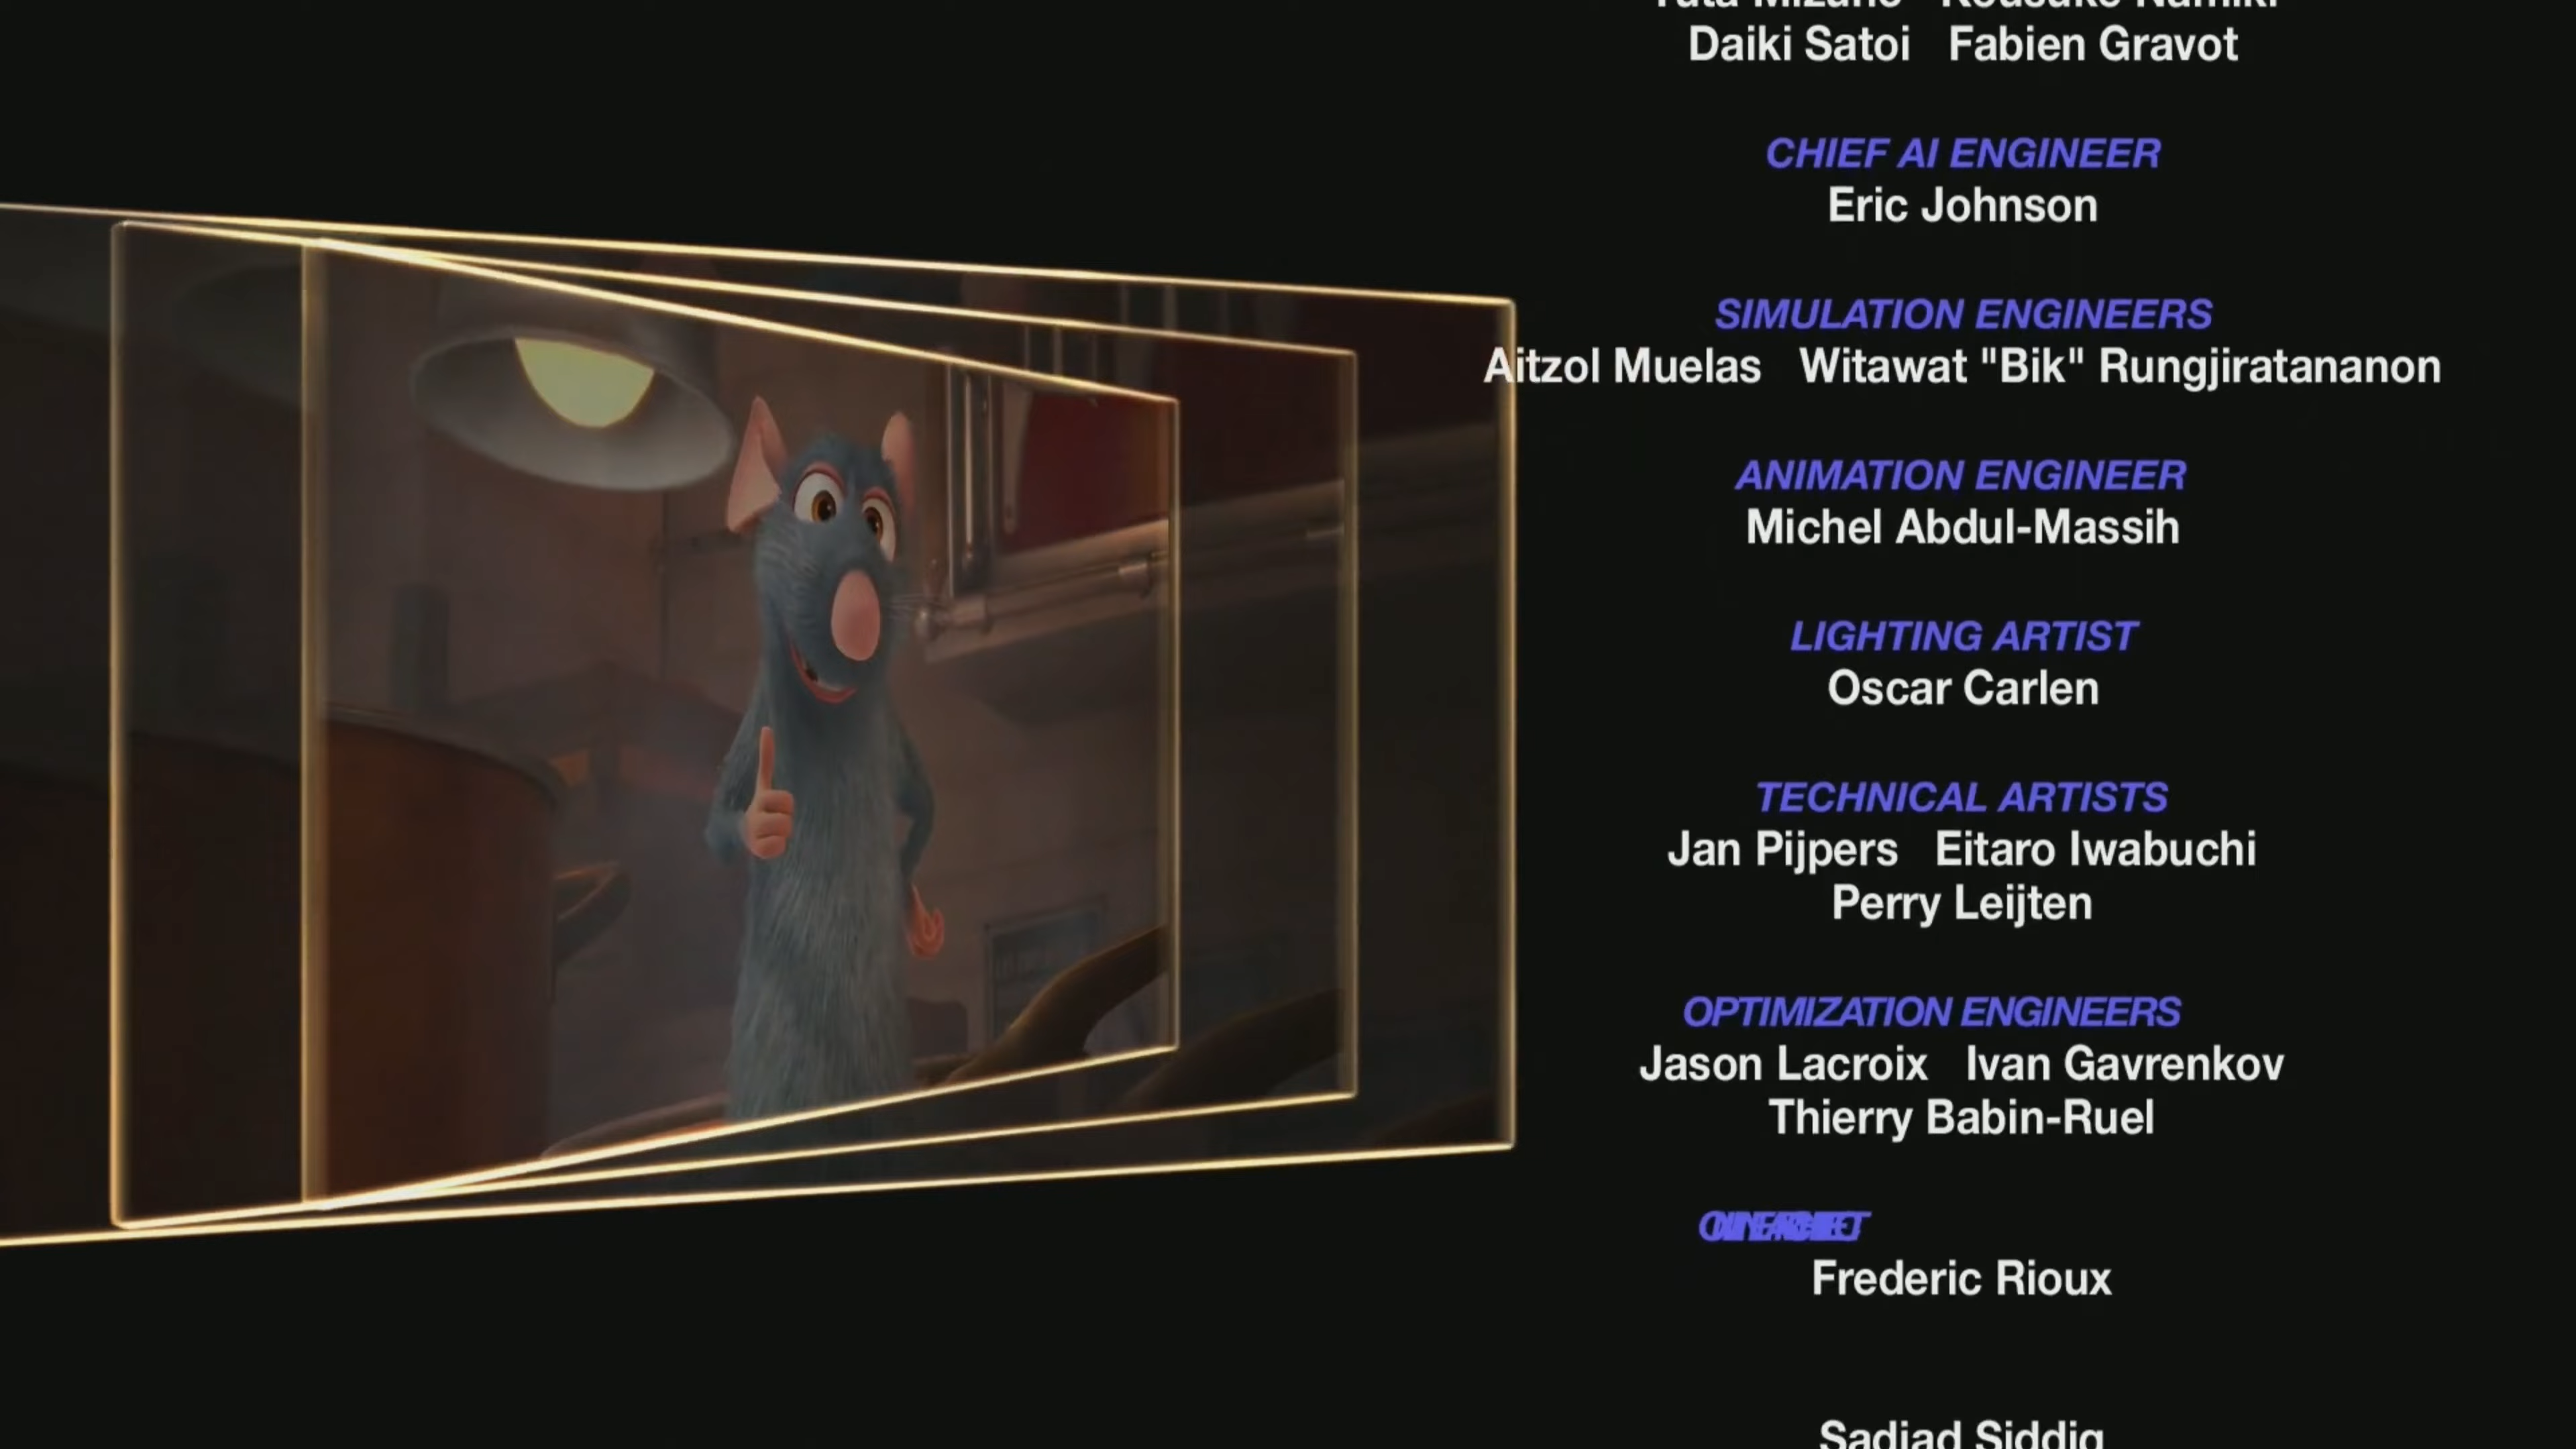 Daiki Satoi Fabien Gravot
CHIEF AI ENGINEER
Eric Johnson
SIMULATION ENGINEERS
Aitzol Muelas Witawat "Bik" Rungjiratananon
ANIMATION ENGINEER
Michel Abdul-Massih
LIGHTING ARTIST
Oscar Carlen
TECHNICAL ARTISTS
Jan Pijpers Eitaro Iwabuchi
Perry Leijten
OPTIMIZATION ENGINEERS
Jason Lacroix Ivan Gavrenkov
Thierry Babin-Ruel
Frederic Rioux